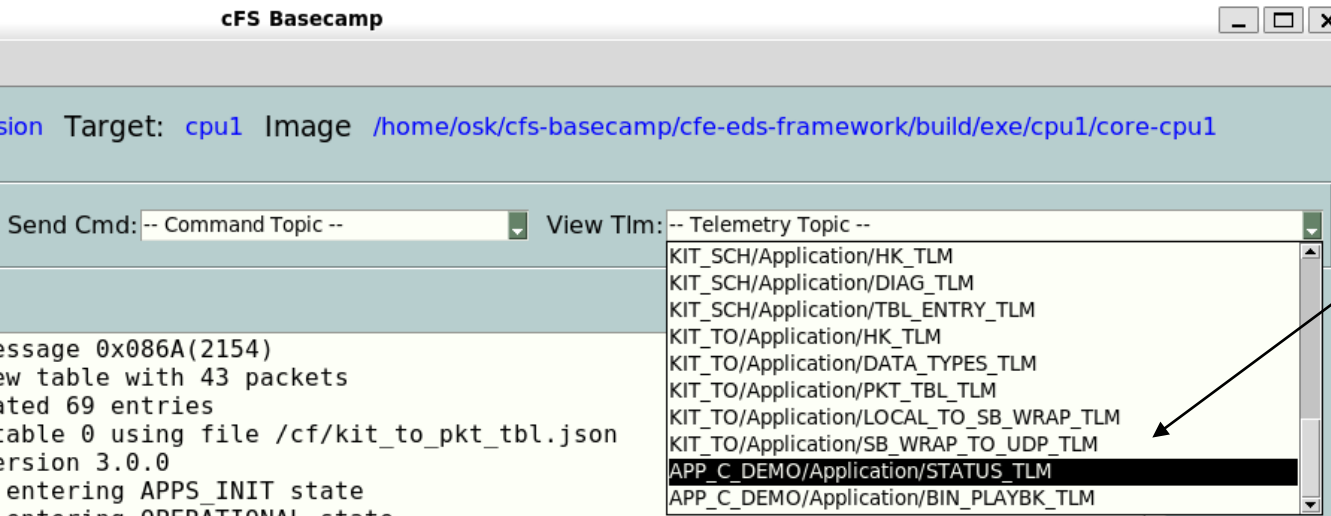 cFS Basecamp
sion Target: cpu1 Image /home/osk/cfs-basecamp/cfe-eds-framework/build/exe/cpu1/core-cpu1
Send Cmd: -- Command Topic -- View Tlm: -- Telemetry Topic --
KIT_SCH/Application/HK_TLM
KIT_SCH/Application/DIAG_TLM
KIT_SCH/Application/TBL_ENTRY_TLM
KIT_TO/Application/HK_TLM
KIT_TO/Application/DATA_TYPES_TLM
KIT_TO/Application/PKT_TBL_TLM
KIT_TO/Application/LOCAL_TO_SB_WRAP_TLM
KIT_TO/Application/SB_WRAP_TO_UDP_TLM
APP_C_DEMO/Application/STATUS_TLM
APP_C_DEMO/Application/BIN_PLAYBK_TLM
essage 0x086A(2154)
ew table with 43 packets
ated 69 entries
table 0 using file /cf/kit_to_pkt_tbl.json
ersion 3.0.0
entering APPS_INIT state
entering OPERATIONAL state